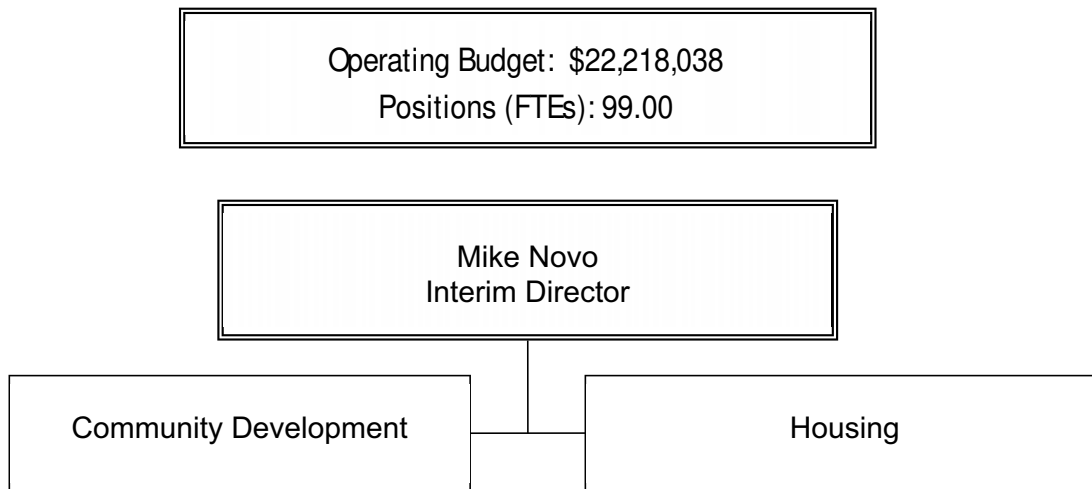 Operating Budget: $22,218,038
Positions (FTEs): 99.00
Mike Novo
Interim Director
Community Development
Housing